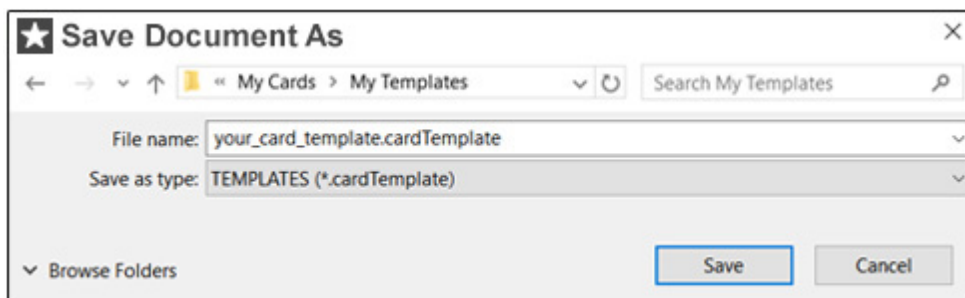 Save Document As
« My Cards > My Templates Search My Templates
File name: your_card_template.cardTemplate
Save as type: TEMPLATES (*.cardTemplate)
Browse Folders Save Cancel